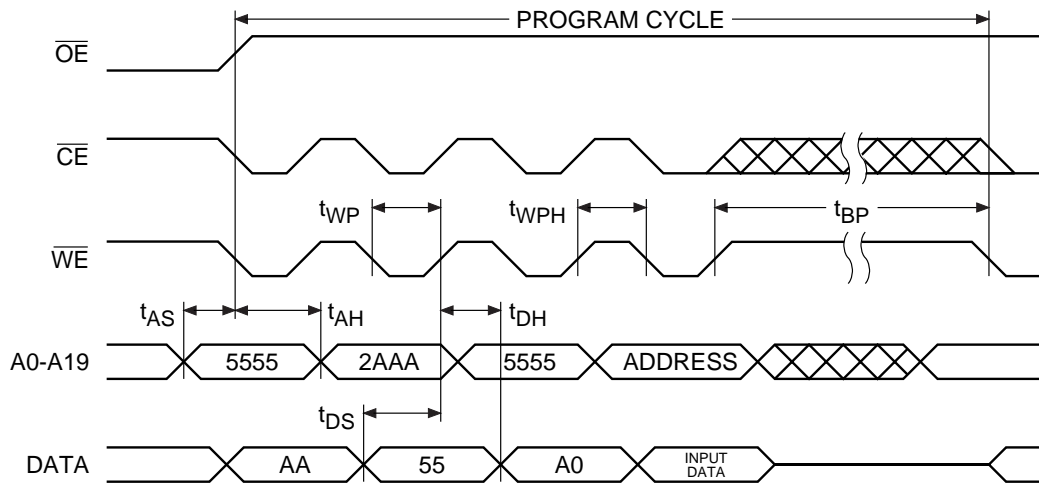 PROGRAM CYCLE
OE
CE
tWP tWPH tBP
WE
tAS tAH tDH
A0-A19 5555 2AAA 5555 ADDRESS
tDS
DATA AA 55 A0 INPUT DATA